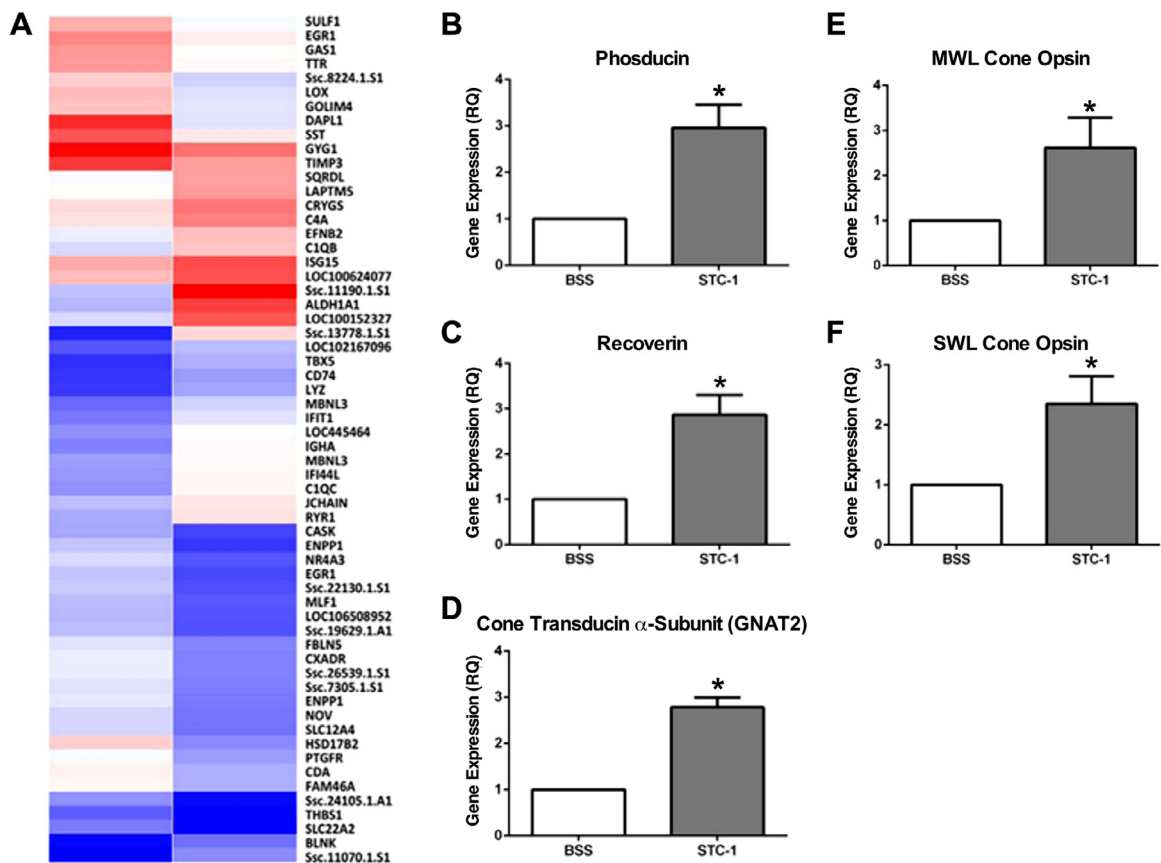 A
SULF1
EGR1
GAS1
TTR
Ssc.8224.1.S1
LOX
GOLIM4
DAPL1
SST
GYG1
TIMP3
SQRDL
LAPTM5
CRYGS
C4A
EFNB2
C1QB
ISG15
LOC100624077
Ssc.11190.1.S1
ALDH1A1
LOC100152327
Ssc.13778.1.S1
LOC102167096
TBX5
CD74
LYZ
MBNL3
IFIT1
LOC445464
IGHA
MBNL3
IFI44L
C1QC
JCHAIN
RYR1
CASK
ENPP1
NR4A3
EGR1
Ssc.22130.1.S1
MLF1
LOC106508952
Ssc.19629.1.A1
FBLN5
CXADR
Ssc.26539.1.S1
Ssc.7305.1.S1
ENPP1
NOV
SLC12A4
HSD17B2
PTGFR
CDA
FAM46A
Ssc.24105.1.A1
THBS1
SLC22A2
BLNK
Ssc.11070.1.S1
B
Phosducin
Gene Expression (RQ)
4
3
2
1
0
*
BSS STC-1
C
Recoverin
Gene Expression (RQ)
4
3
2
1
0
*
BSS STC-1
D
Cone Transducin α-Subunit (GNAT2)
Gene Expression (RQ)
4
3
2
1
0
*
BSS STC-1
E
MWL Cone Opsin
Gene Expression (RQ)
4
3
2
1
0
*
BSS STC-1
F
SWL Cone Opsin
Gene Expression (RQ)
3
2
1
0
*
BSS STC-1